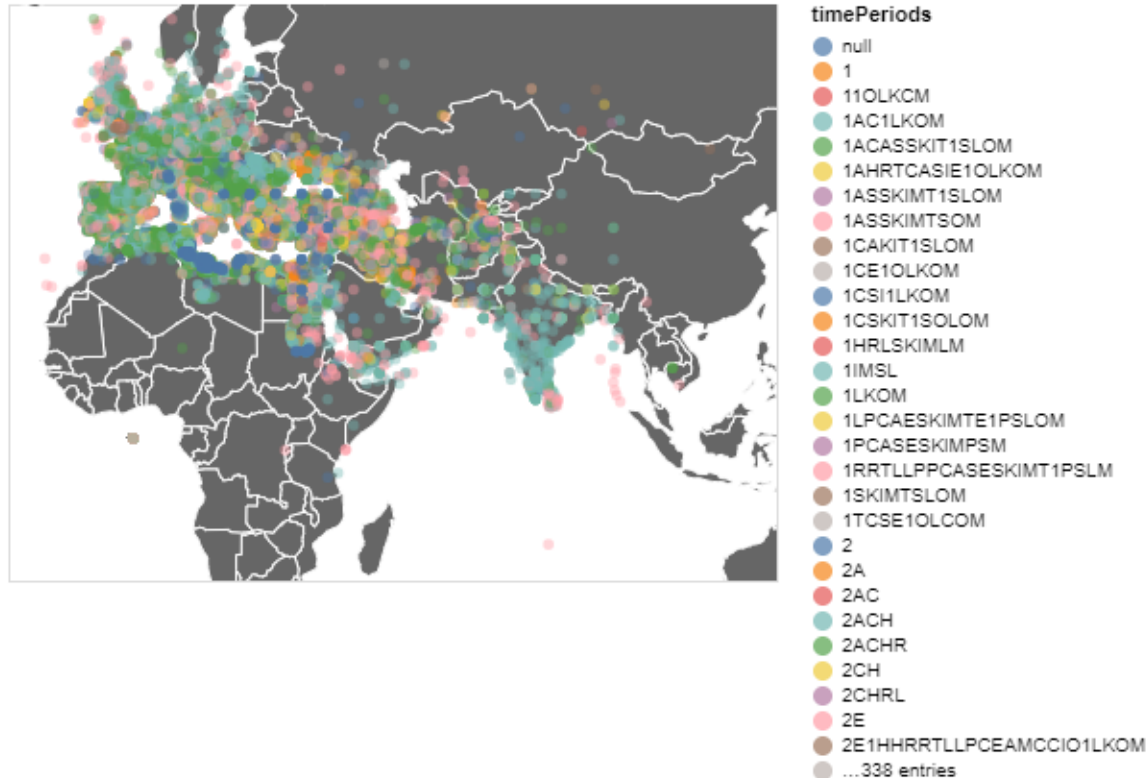 timePeriods
null
1
11OLKCM
1AC1LKOM
1ACASSKIT1SLOM
1AHRTCASIE1OLKOM
1ASSKIMT1SLOM
1ASSKIMTSOM
1CAKIT1SLOM
1CE1OLKOM
1CSI1LKOM
1CSKIT1SOLOM
1HRLSKIMLM
1IMSL
1LKOM
1LPCAESKIMTE1PSLOM
1PCASESKIMPSM
1RRTLLPPCASESKIMT1PSLM
1SKIMTSLOM
1TCSE1OLCOM
2
2A
2AC
2ACH
2ACHR
2CH
2CHRL
2E
2E1HHRRTLLPCEAMCCIO1LKOM
...338 entries